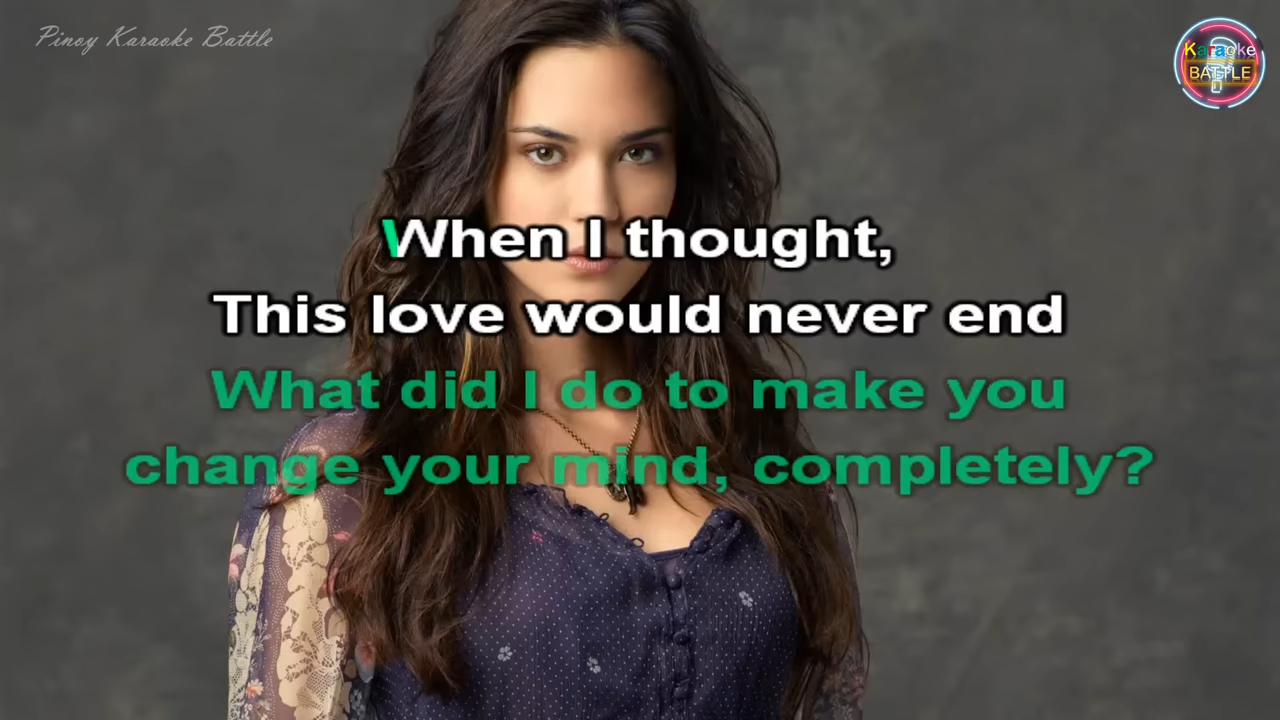 Pinoy Karaoke Battle
Karaoke
BATTLE
When I thought,
This love would never end
What did I do to make you
change your mind, completely?